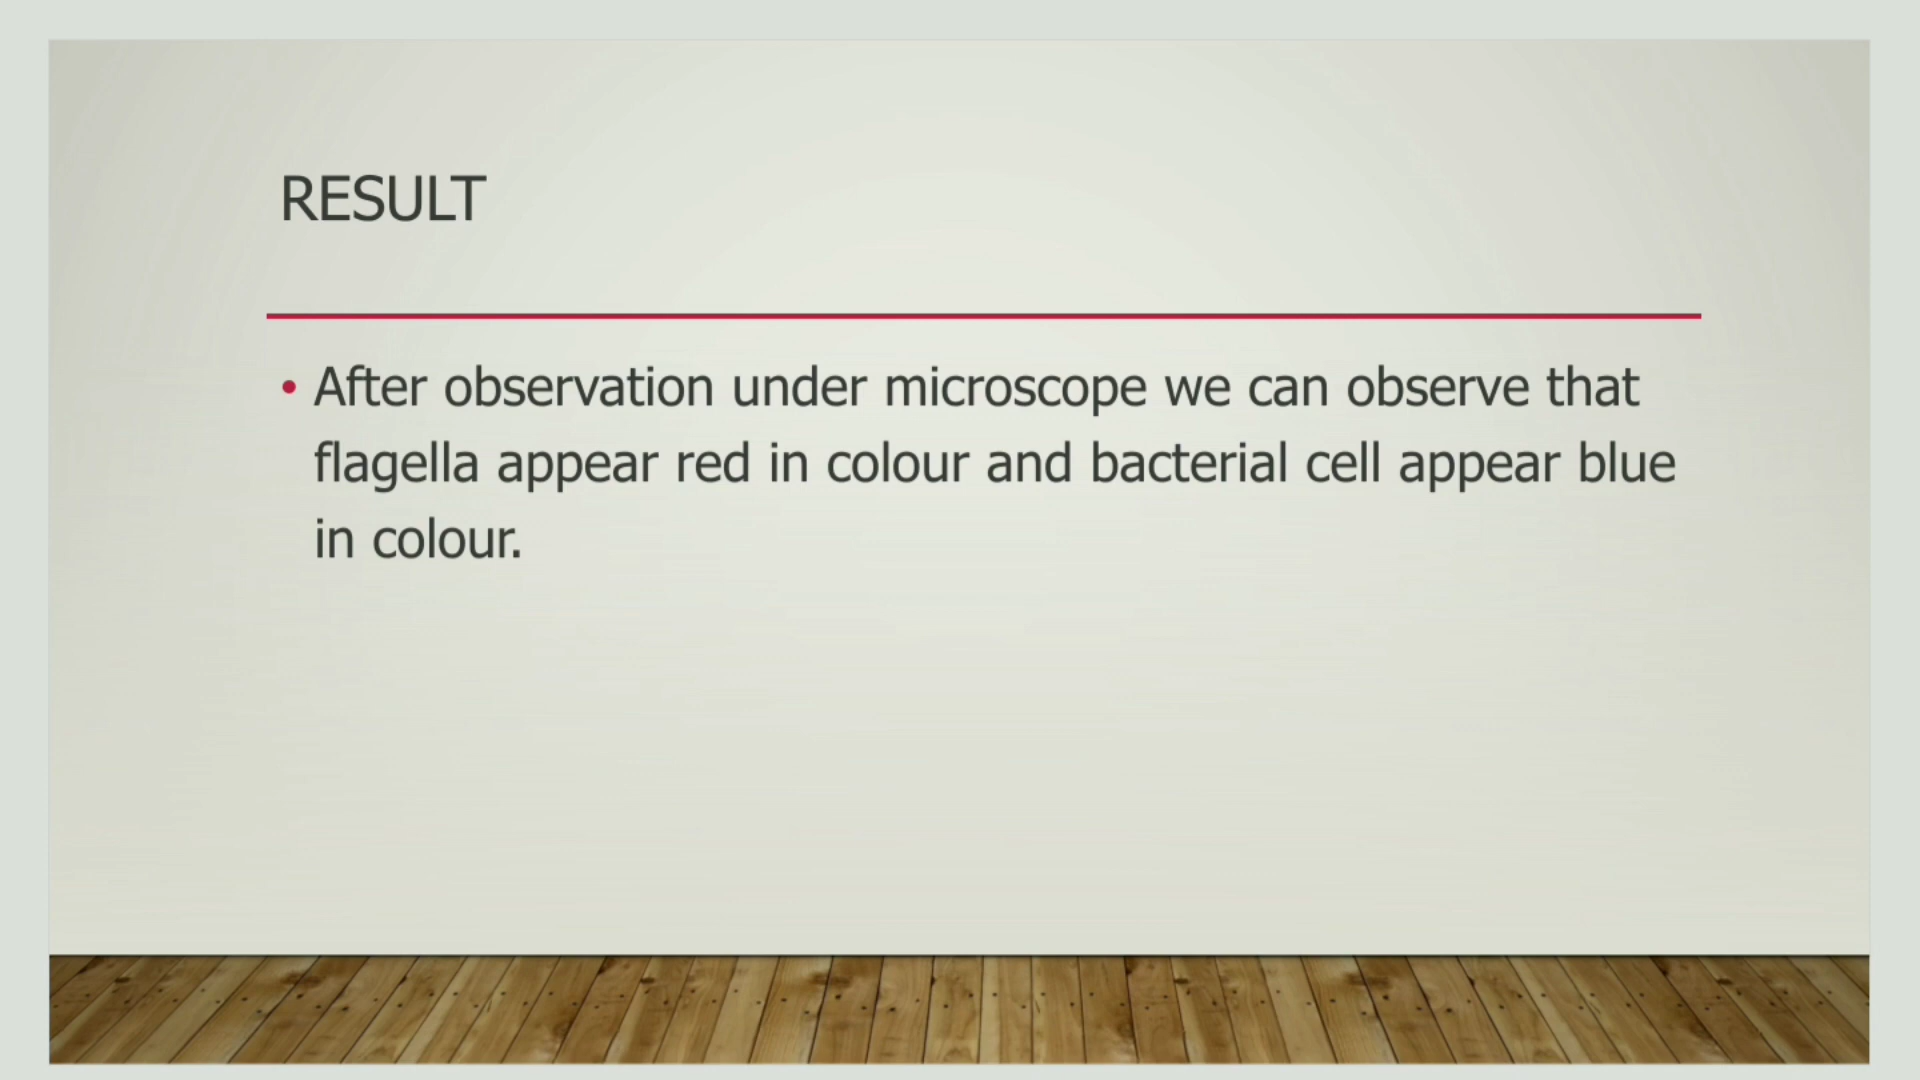 RESULT
• After observation under microscope we can observe that
flagella appear red in colour and bacterial cell appear blue
in colour.